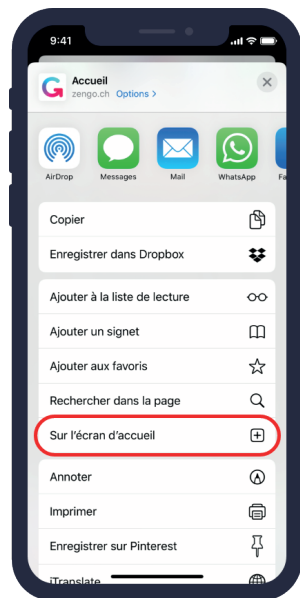 9:41
Accueil
zengo.ch Options >
AirDrop Messages Mail WhatsApp Fa
Copier
Enregistrer dans Dropbox
Ajouter à la liste de lecture
Ajouter un signet
Ajouter aux favoris
Rechercher dans la page
Sur l'écran d'accueil
Annoter
Imprimer
Enregistrer sur Pinterest
iTranslate